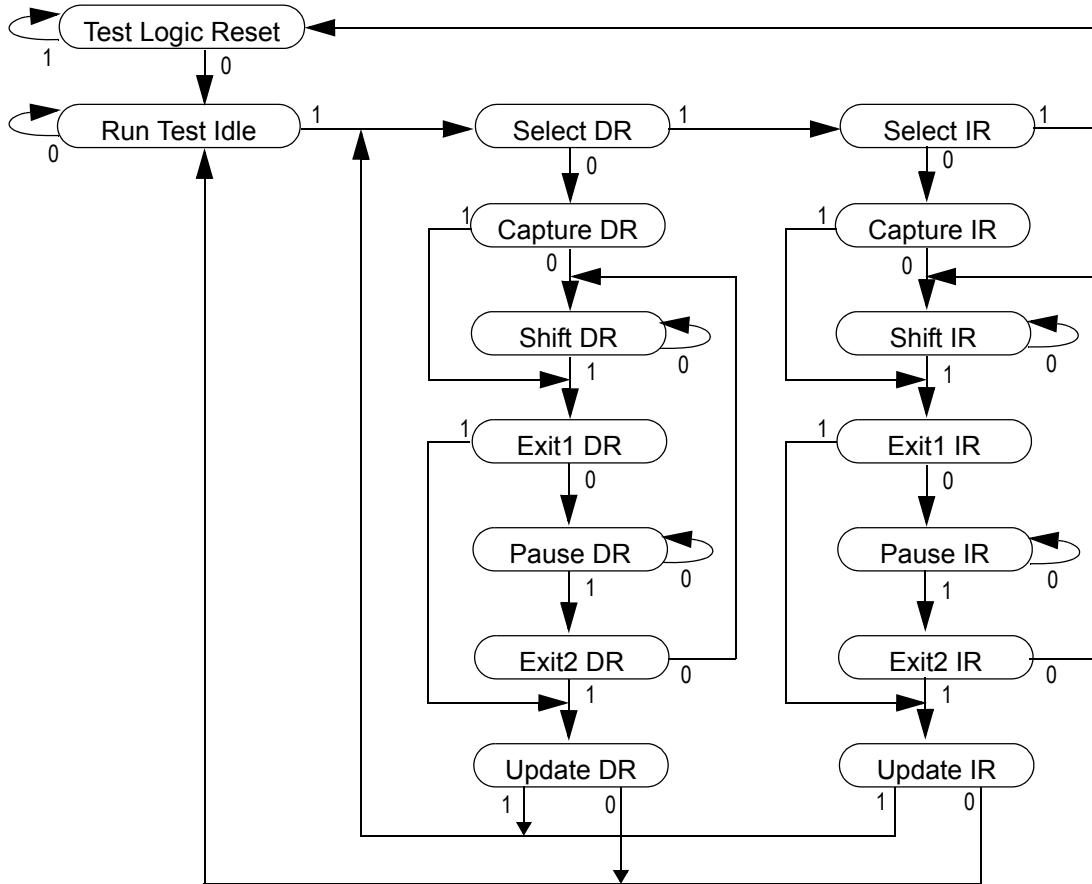 Test Logic Reset
1
0
Run Test Idle
1
0
Select DR
1
0
Select IR
1
0
1
Capture DR
0
1
Capture IR
0
Shift DR
0
1
Shift IR
0
1
1
Exit1 DR
0
1
Exit1 IR
0
Pause DR
0
1
Pause IR
0
1
Exit2 DR
0
1
Exit2 IR
0
1
Update DR
1
0
Update IR
1
0